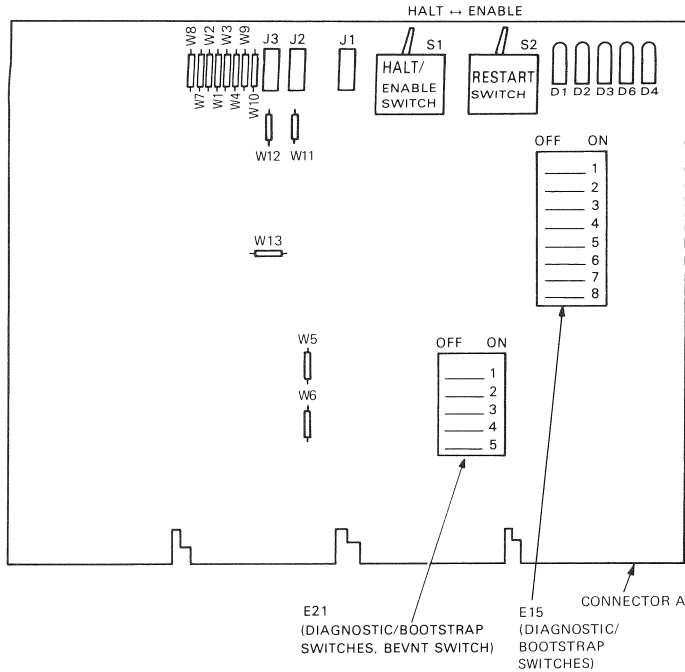 HALT ↔ ENABLE
W8
W2
W3
W9
W7
W1
W4
W10
J3
J2
J1
S1
S2
HALT/
ENABLE
SWITCH
RESTART
SWITCH
D1 D2 D3 D6 D4
W12
W11
OFF ON
1
2
3
4
5
6
7
8
W13
W5
W6
OFF ON
1
2
3
4
5
CONNECTOR A
E21
(DIAGNOSTIC/BOOTSTRAP
SWITCHES, BEVNT SWITCH)
E15
(DIAGNOSTIC/
BOOTSTRAP
SWITCHES)